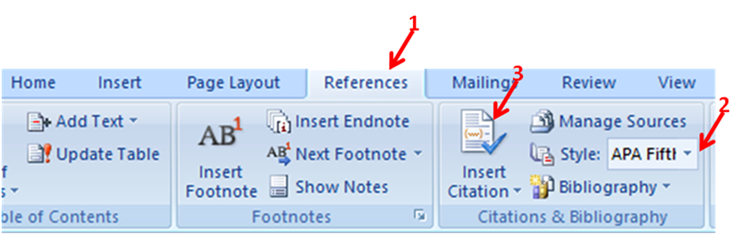 1
Home Insert Page Layout References Mailings Review View
3
2
Add Text
Update Table
f
s
ble of Contents
AB1
Insert
Footnote
Insert Endnote
AB1 Next Footnote
Show Notes
Footnotes
Insert
Citation
Manage Sources
Style: APA Fifth
Bibliography
Citations & Bibliography